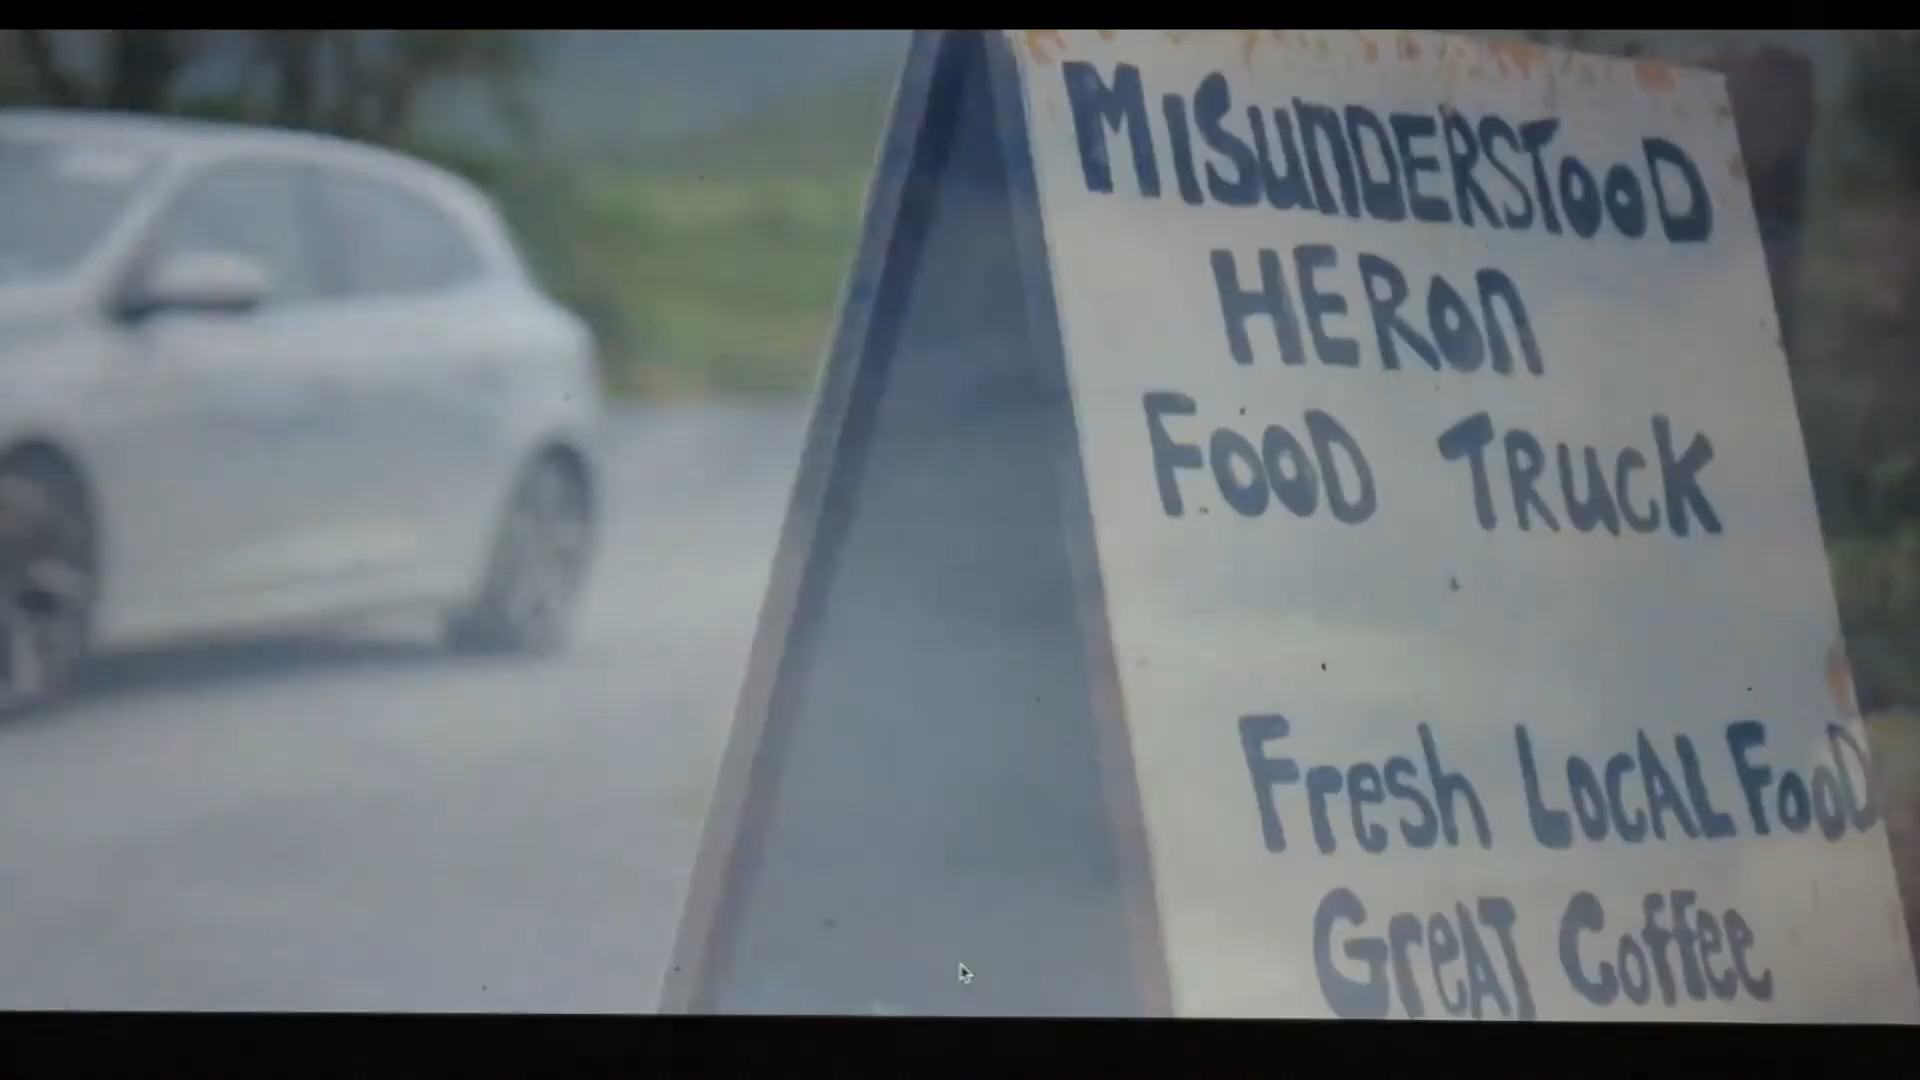 MISUNDERSTOOD
HERON
FOOD TRUCK
Fresh LOCAL FOOD
GreAT Coffee